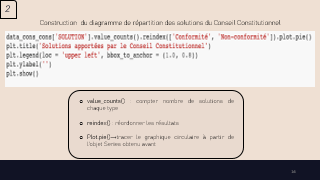 2
Construction du diagramme de répartition des solutions du Conseil Constitutionnel
data_cons_cons['SOLUTION'].value_counts().reindex(['Conformité', 'Non-conformité']).plot.pie()
plt.title('Solutions apportées par le Conseil Constitutionnel')
plt.legend(loc = 'upper left', bbox_to_anchor = (1.0, 0.8))
plt.ylabel('')
plt.show()
value_counts() : compter nombre de solutions de
chaque type
reindex() : réordonner les résultats
Plot.pie()→tracer le graphique circulaire à partir de
l'objet Series obtenu avant